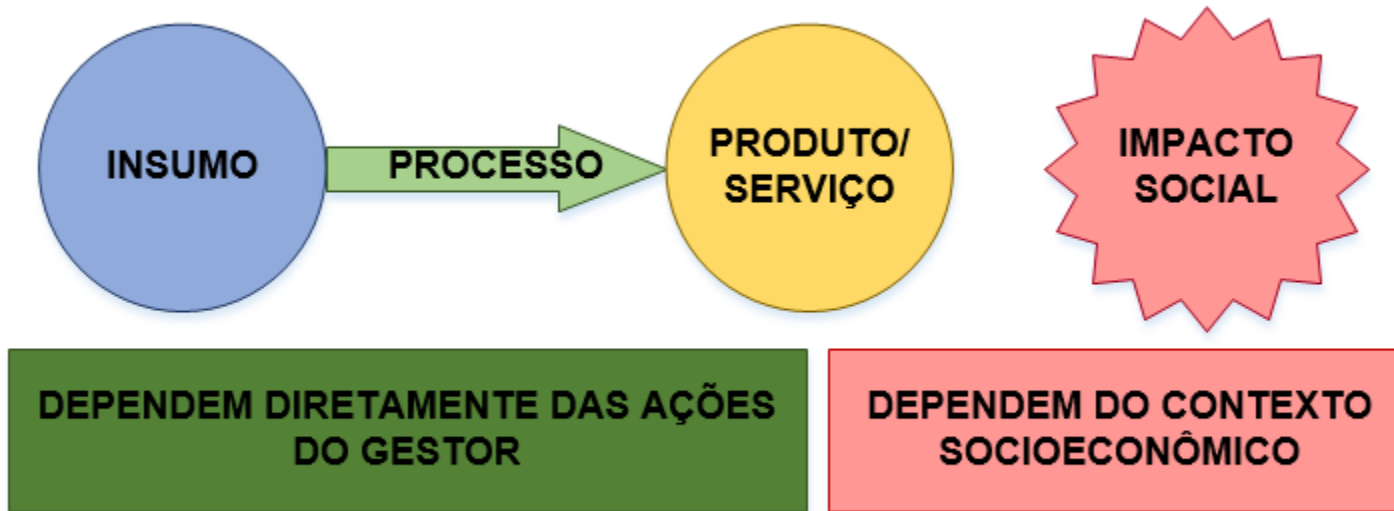 INSUMO
PROCESSO
PRODUTO/
SERVIÇO
IMPACTO
SOCIAL
DEPENDEM DIRETAMENTE DAS AÇÕES
DO GESTOR
DEPENDEM DO CONTEXTO
SOCIOECONÔMICO